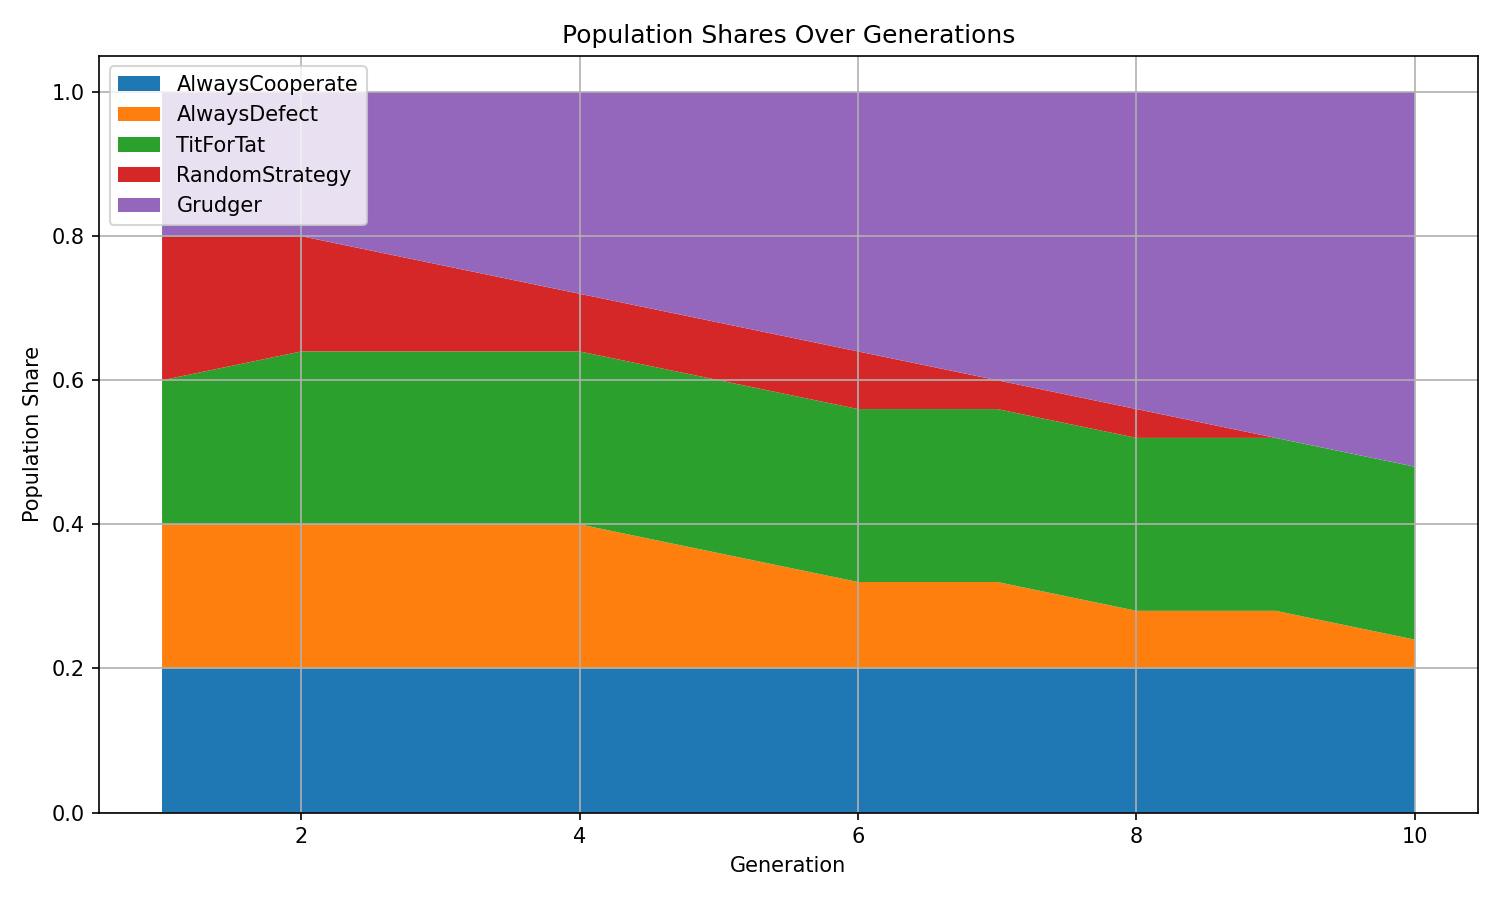 Population Shares Over Generations
AlwaysCooperate
AlwaysDefect
TitForTat
RandomStrategy
Grudger
Population Share
1.0
0.8
0.6
0.4
0.2
0.0
2 4 6 8 10
Generation